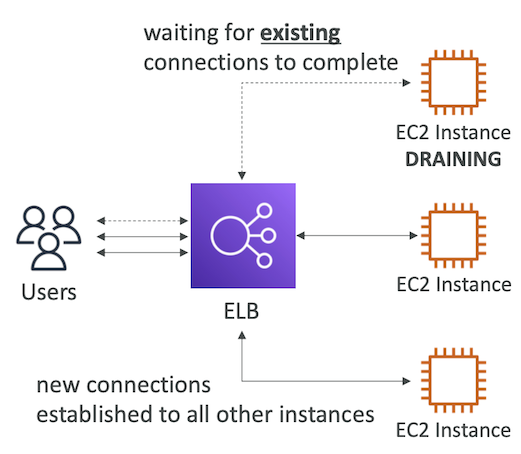 waiting for existing
connections to complete
EC2 Instance
DRAINING
Users
ELB
EC2 Instance
new connections
established to all other instances
EC2 Instance